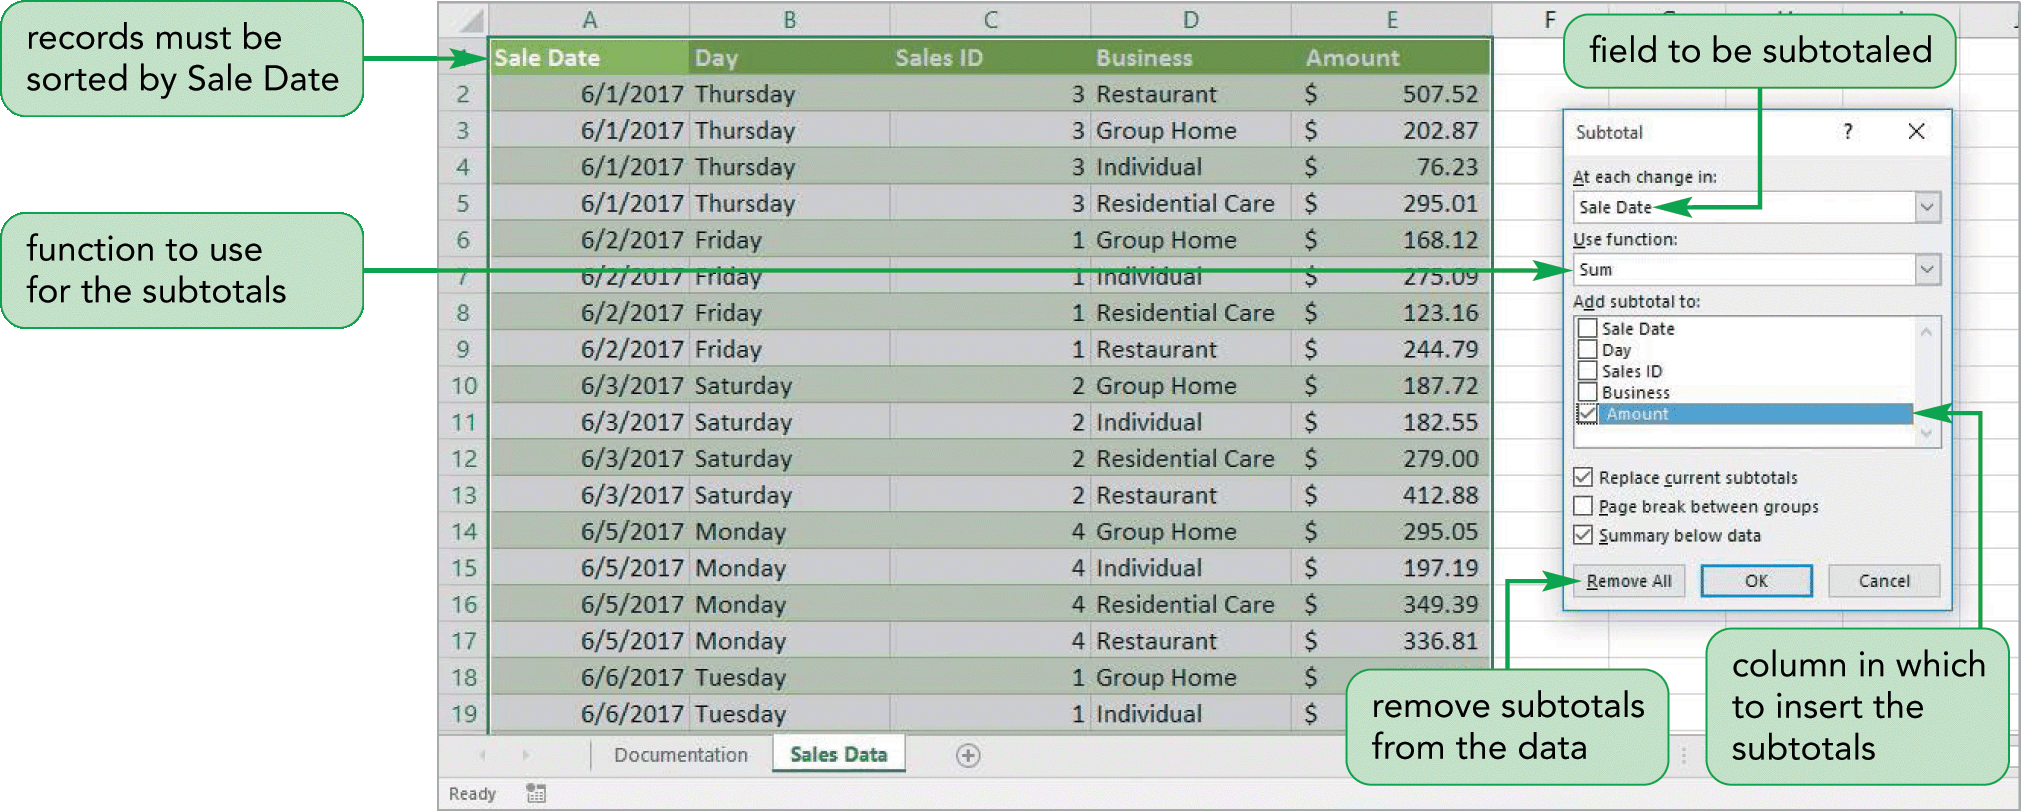 records must be
sorted by Sale Date
function to use
for the subtotals
A B C D E F
Sale Date Day Sales ID Business Amount
2 6/1/2017 Thursday 3 Restaurant $ 507.52
3 6/1/2017 Thursday 3 Group Home $ 202.87
4 6/1/2017 Thursday 3 Individual $ 76.23
5 6/1/2017 Thursday 3 Residential Care $ 295.01
6 6/2/2017 Friday 1 Group Home $ 168.12
7 6/2/2017 Friday 1 Individual $ 275.09
8 6/2/2017 Friday 1 Residential Care $ 123.16
9 6/2/2017 Friday 1 Restaurant $ 244.79
10 6/3/2017 Saturday 2 Group Home $ 187.72
11 6/3/2017 Saturday 2 Individual $ 182.55
12 6/3/2017 Saturday 2 Residential Care $ 279.00
13 6/3/2017 Saturday 2 Restaurant $ 412.88
14 6/5/2017 Monday 4 Group Home $ 295.05
15 6/5/2017 Monday 4 Individual $ 197.19
16 6/5/2017 Monday 4 Residential Care $ 349.39
17 6/5/2017 Monday 4 Restaurant $ 336.81
18 6/6/2017 Tuesday 1 Group Home $
19 6/6/2017 Tuesday 1 Individual $
Documentation Sales Data
Ready
field to be subtotaled
Subtotal ?
At each change in:
Sale Date
Use function:
Sum
Add subtotal to:
Sale Date
Day
Sales ID
Business
Amount
Replace current subtotals
Page break between groups
Summary below data
Remove All OK Cancel
remove subtotals
from the data
column in which
to insert the
subtotals